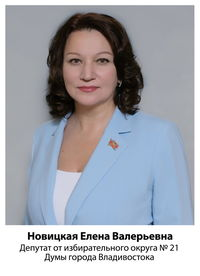 Новицкая Елена Валерьевна
Депутат от избирательного округа № 21
Думы города Владивостока